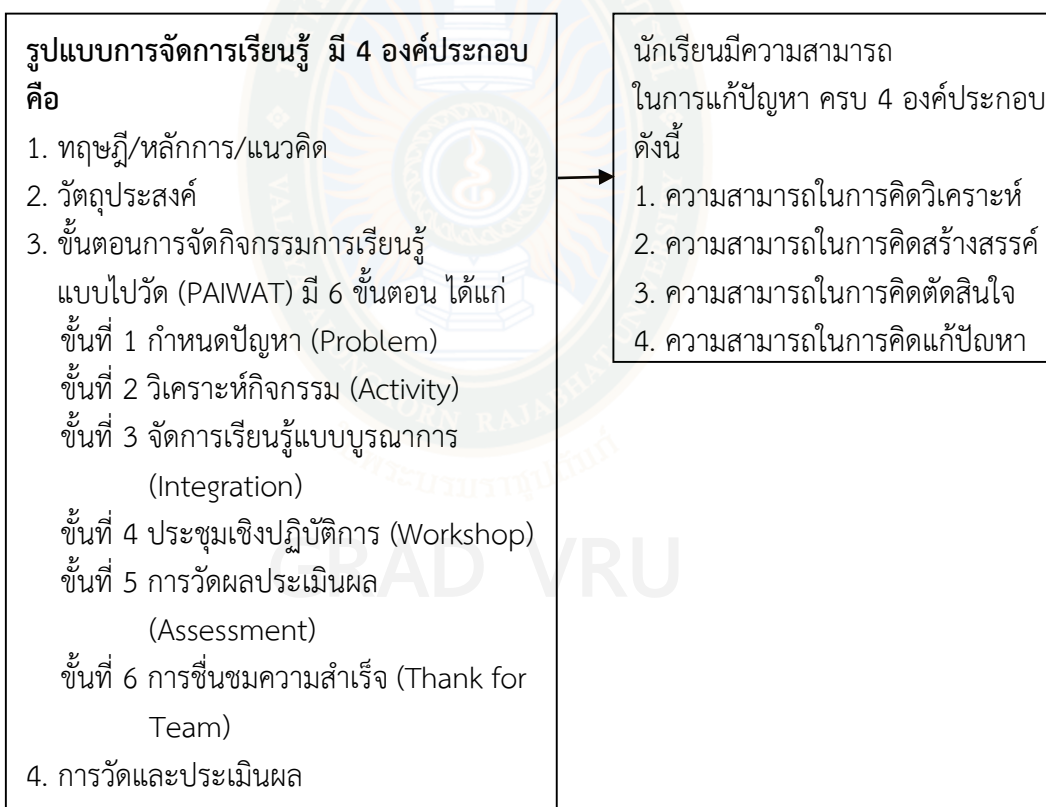 รูปแบบการจัดการเรียนรู้ มี 4 องค์ประกอบ
คือ
1. ทฤษฎี/หลักการ/แนวคิด
2. วัตถุประสงค์
3. ขั้นตอนการจัดกิจกรรมการเรียนรู้
แบบไปวัด (PAIWAT) มี 6 ขั้นตอน ได้แก่
ขั้นที่ 1 กำหนดปัญหา (Problem)
ขั้นที่ 2 วิเคราะห์กิจกรรม (Activity)
ขั้นที่ 3 จัดการเรียนรู้แบบบูรณาการ
(Integration)
ขั้นที่ 4 ประชุมเชิงปฏิบัติการ (Workshop)
ขั้นที่ 5 การวัดผลประเมินผล
(Assessment)
ขั้นที่ 6 การชื่นชมความสำเร็จ (Thank for
Team)
4. การวัดและประเมินผล
นักเรียนมีความสามารถ
ในการแก้ปัญหา ครบ 4 องค์ประกอบ
ดังนี้
1. ความสามารถในการคิดวิเคราะห์
2. ความสามารถในการคิดสร้างสรรค์
3. ความสามารถในการคิดตัดสินใจ
4. ความสามารถในการคิดแก้ปัญหา
GRAD VRU